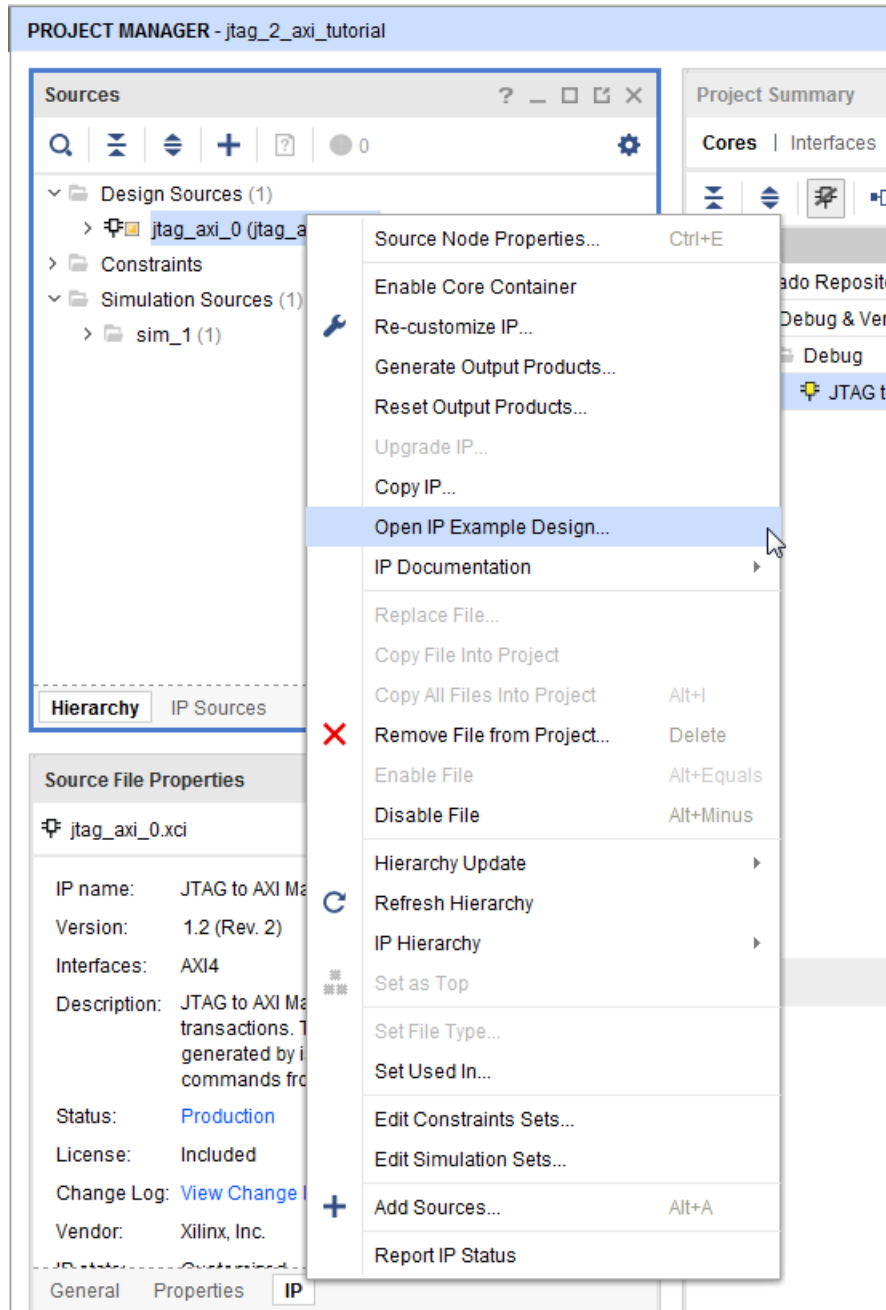 PROJECT MANAGER - jtag_2_axi_tutorial
Sources
0
Design Sources (1)
jtag_axi_0 (jtag_a
Constraints
Simulation Sources (1)
sim_1 (1)
Hierarchy IP Sources
Source Node Properties... Ctrl+E
Enable Core Container
Re-customize IP...
Generate Output Products...
Reset Output Products...
Upgrade IP...
Copy IP...
Open IP Example Design...
IP Documentation
Replace File...
Copy File Into Project
Copy All Files Into Project Alt+I
Remove File from Project... Delete
Enable File Alt+Equals
Disable File Alt+Minus
Hierarchy Update
Refresh Hierarchy
IP Hierarchy
Set as Top
Set File Type...
Set Used In...
Edit Constraints Sets...
Edit Simulation Sets...
Add Sources... Alt+A
Report IP Status
Project Summary
Cores | Interfaces
ado Reposit
Debug & Ver
Debug
JTAG t
Source File Properties
jtag_axi_0.xci
IP name: JTAG to AXI Ma
Version: 1.2 (Rev. 2)
Interfaces: AXI4
Description: JTAG to AXI Ma
transactions. T
generated by i
commands fro
Status: Production
License: Included
Change Log: View Change
Vendor: Xilinx, Inc.
General Properties IP